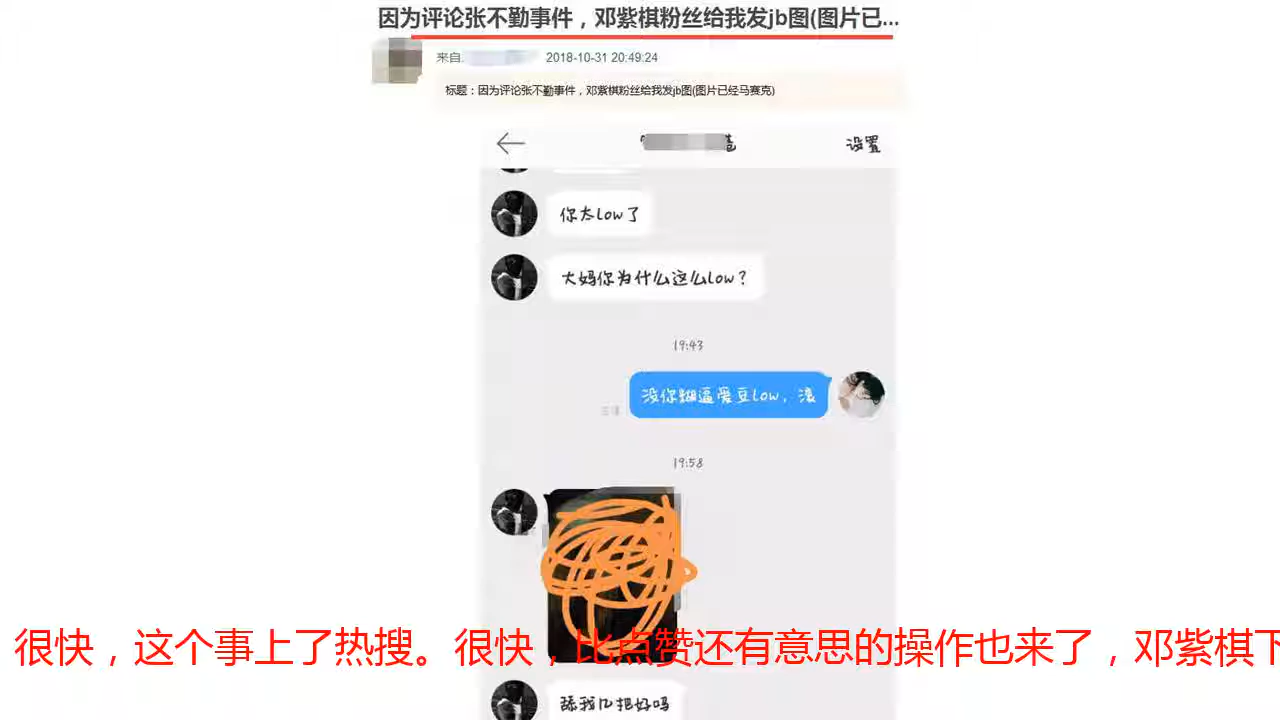 因为评论张不勤事件，邓紫棋粉丝给我发jb图(图片已...
来自
2018-10-31 20:49:24
标题：因为评论张不勤事件，邓紫棋粉丝给我发jb图(图片已经马赛克)
设置
你太low了
大妈你为什么这么low？
19:43
没你糊逼爱豆low，滚
19:58
很快，这个事上了热搜。很快，比点赞还有意思的操作也来了，邓紫棋下
舔我几把好吗